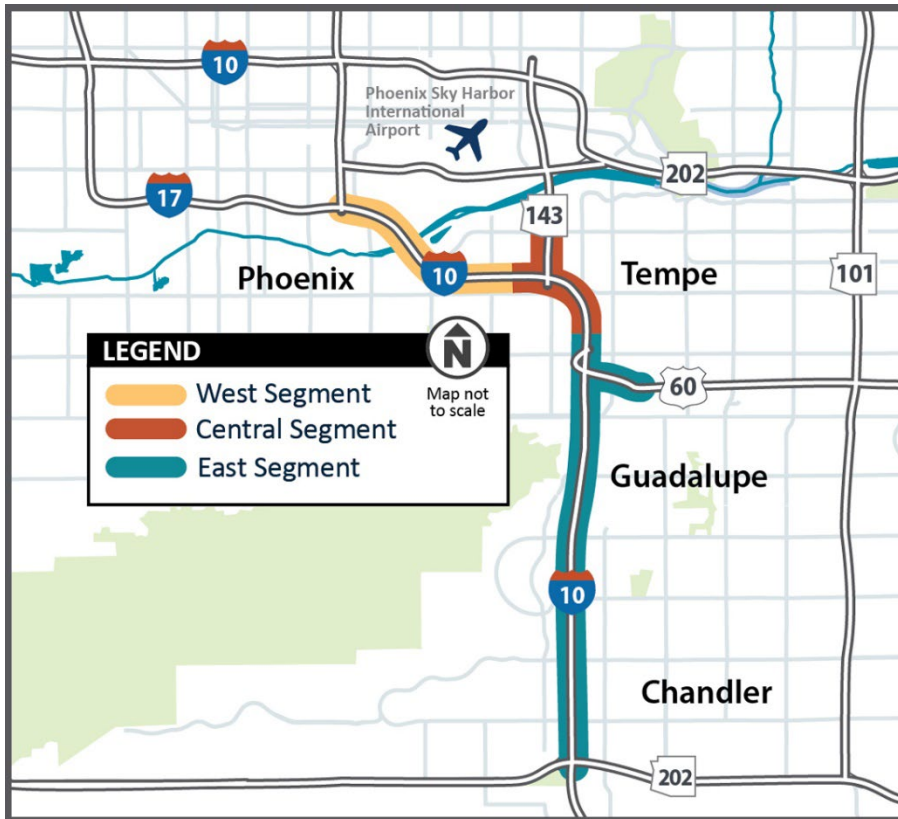 10
Phoenix Sky Harbor
International
Airport
17
202
143
Phoenix
10
Tempe
101
LEGEND
N
West Segment
Map not
to scale
Central Segment
East Segment
60
Guadalupe
10
Chandler
202